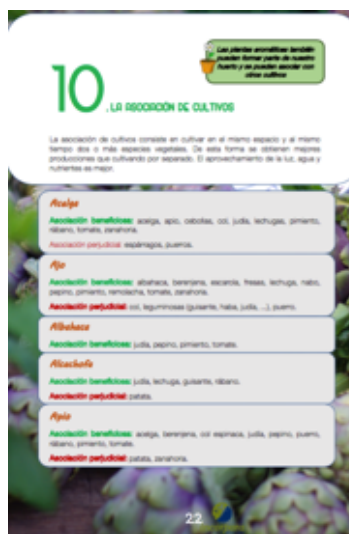 Las plantas aromáticas también
pueden formar parte de nuestro
huerto y se pueden asociar con
otros cultivos
10. LA ASOCIACIÓN DE CULTIVOS
La asociación de cultivos consiste en cultivar en el mismo espacio y al mismo
tiempo dos o más especies vegetales. De esta forma se obtienen mejores
producciones que cultivando por separado. El aprovechamiento de la luz, agua y
nutrientes es mejor.
Acelga
Asociación beneficiosa: acelga, apio, cebollas, col, judía, lechugas, pimiento,
rábano, tomate, zanahoria.
Asociación perjudicial: espárragos, puerros.
Ajo
Asociación beneficiosa: albahaca, berenjena, escarola, fresas, lechuga, nabo,
pepino, pimiento, remolacha, tomate, zanahoria.
Asociación perjudicial: col, leguminosas (guisante, haba, judía, ...), puerro.
Albahaca
Asociación beneficiosa: judía, pepino, pimiento, tomate.
Alcachofa
Asociación beneficiosa: judía, lechuga, guisante, rábano.
Asociación perjudicial: patata.
Apio
Asociación beneficiosa: acelga, berenjena, col espinaca, judía, pepino, puerro,
rábano, pimiento, tomate.
Asociación perjudicial: patata, zanahoria.
22